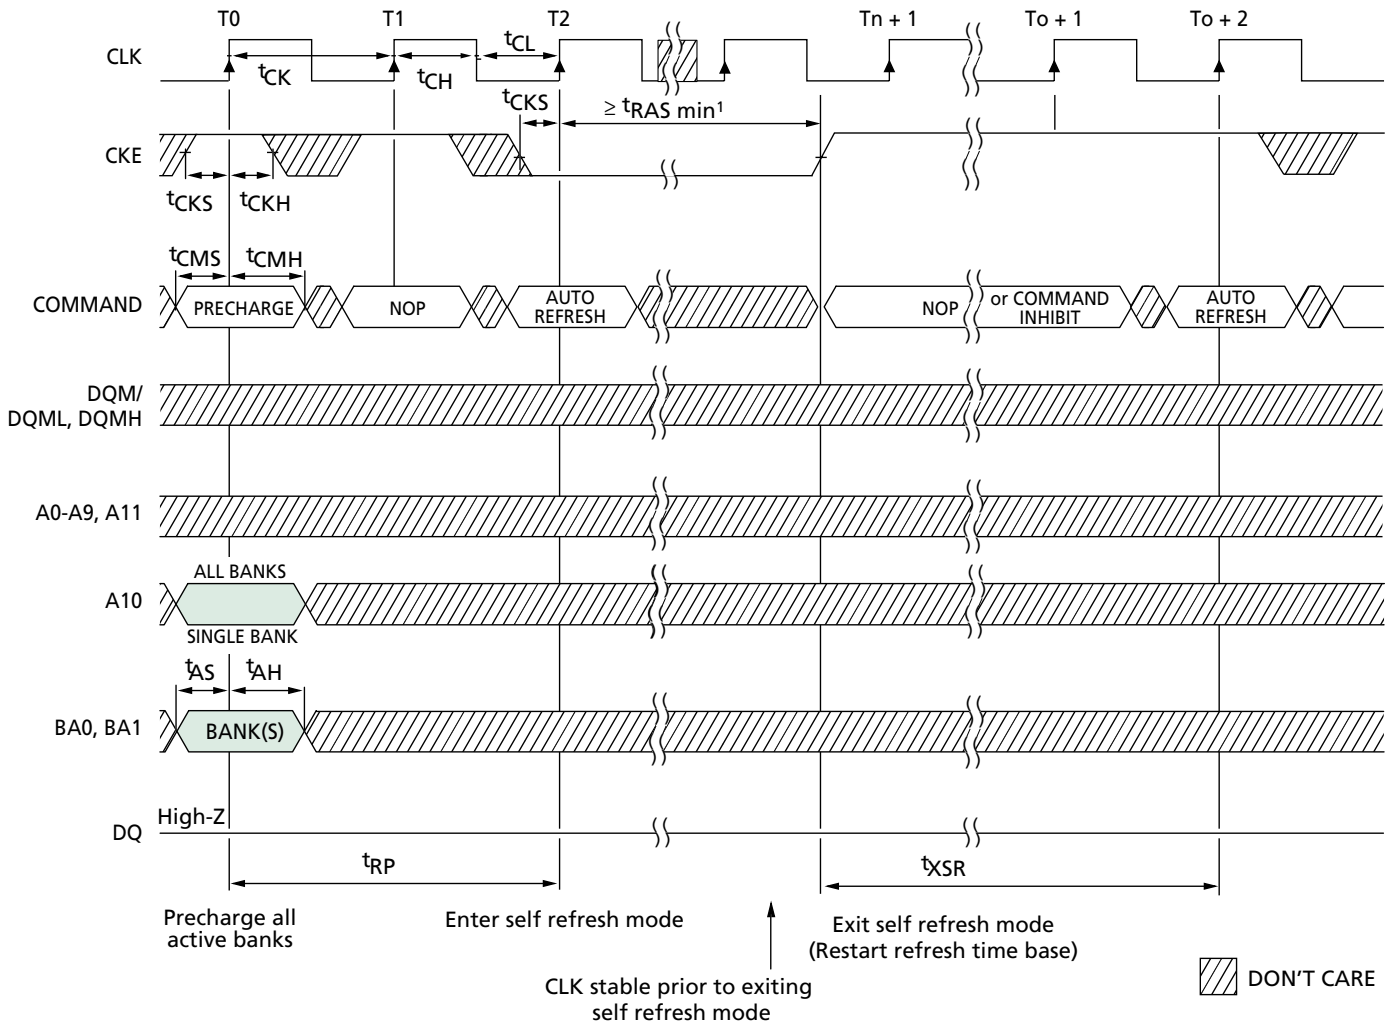 T0 T1 T2 Tn + 1 To + 1 To + 2
CLK
tCK tCH tCL
tCKS ≥ tRAS min1
CKE
tCKS tCKH
tCMS tCMH
COMMAND PRECHARGE NOP AUTO REFRESH NOP or COMMAND INHIBIT AUTO REFRESH
DQM/
DQML, DQMH
A0-A9, A11
ALL BANKS
A10
SINGLE BANK
tAS tAH
BA0, BA1 BANK(S)
High-Z
DQ
tRP tXSR
Precharge all
active banks
Enter self refresh mode
Exit self refresh mode
(Restart refresh time base)
CLK stable prior to exiting
self refresh mode
DON'T CARE